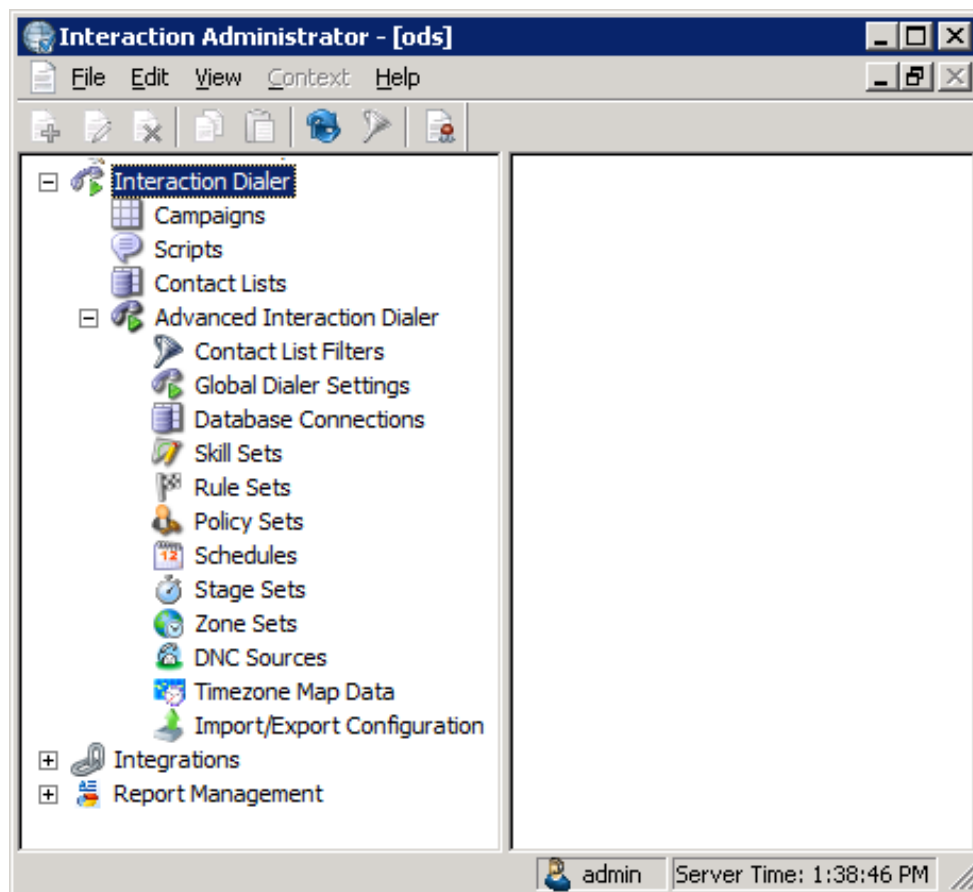 Interaction Administrator - [ods]
File Edit View Context Help
Interaction Dialer
Campaigns
Scripts
Contact Lists
Advanced Interaction Dialer
Contact List Filters
Global Dialer Settings
Database Connections
Skill Sets
Rule Sets
Policy Sets
12
Schedules
Stage Sets
Zone Sets
DNC Sources
Timezone Map Data
Import/Export Configuration
Integrations
Report Management
admin Server Time: 1:38:46 PM